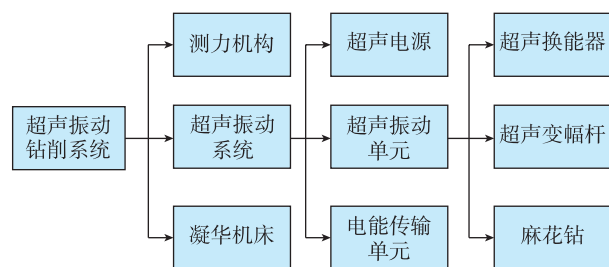 测力机构
超声电源
超声换能器
超声振动
钻削系统
超声振动
系统
超声振动
单元
超声变幅杆
凝华机床
电能传输
单元
麻花钻